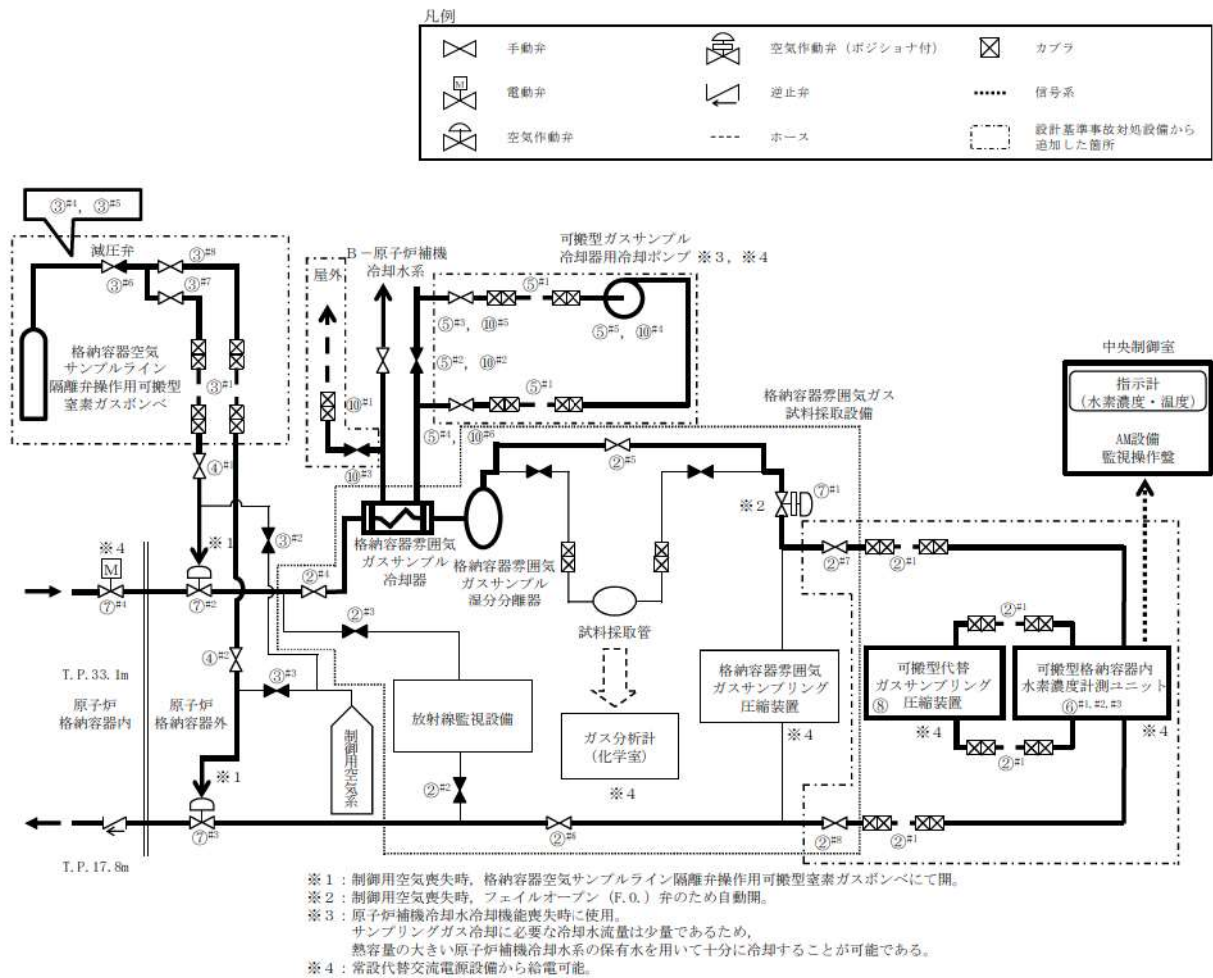 凡例
手動弁
空気作動弁（ポジショナ付）
カプラ
電動弁
逆止弁
信号系
空気作動弁
ホース
設計基準事故対処設備から
追加した箇所
③#4, ③#5
減圧弁
③#8
③#6
③#7
格納容器空気
サンプルライン
隔離弁操作用可搬型
窒素ガスボンベ
③#1
屋外
B－原子炉補機
冷却水系
可搬型ガスサンプル
冷却器用冷却ポンプ ※3, ※4
⑤#1
⑤#3, ⑩#5
⑤#5, ⑩#4
⑤#2, ⑩#2
⑤#1
⑩#1
⑤#4, ⑩#6
⑩#3
格納容器雰囲気ガス
試料採取設備
中央制御室
指示計
（水素濃度・温度）
AM設備
監視操作盤
④#1
②#5
※2
⑦#1
※1
③#2
※4
M
⑦#4
⑦#2
②#4
格納容器雰囲気
ガスサンプル
冷却器
格納容器雰囲気
ガスサンプル
湿分分離器
②#7
②#1
②#3
②#1
試料採取管
④#2
T.P.33.1m
原子炉
格納容器内
原子炉
格納容器外
③#3
放射線監視設備
格納容器雰囲気
ガスサンプリング
圧縮装置
※4
可搬型代替
ガスサンプリング
圧縮装置
⑧
※4
可搬型格納容器内
水素濃度計測ユニット
⑥#1,#2,#3
※4
②#1
ガス分析計
（化学室）
※4
制御用空気系
※1
②#2
⑦#3
②#6
②#8
②#1
T.P.17.8m
※1：制御用空気喪失時，格納容器空気サンプルライン隔離弁操作用可搬型窒素ガスボンベにて開。
※2：制御用空気喪失時，フェイルオープン（F.O.）弁のため自動開。
※3：原子炉補機冷却水冷却機能喪失時に使用。
サンプリングガス冷却に必要な冷却水流量は少量であるため，
熱容量の大きい原子炉補機冷却水系の保有水を用いて十分に冷却することが可能である。
※4：常設代替交流電源設備から給電可能。